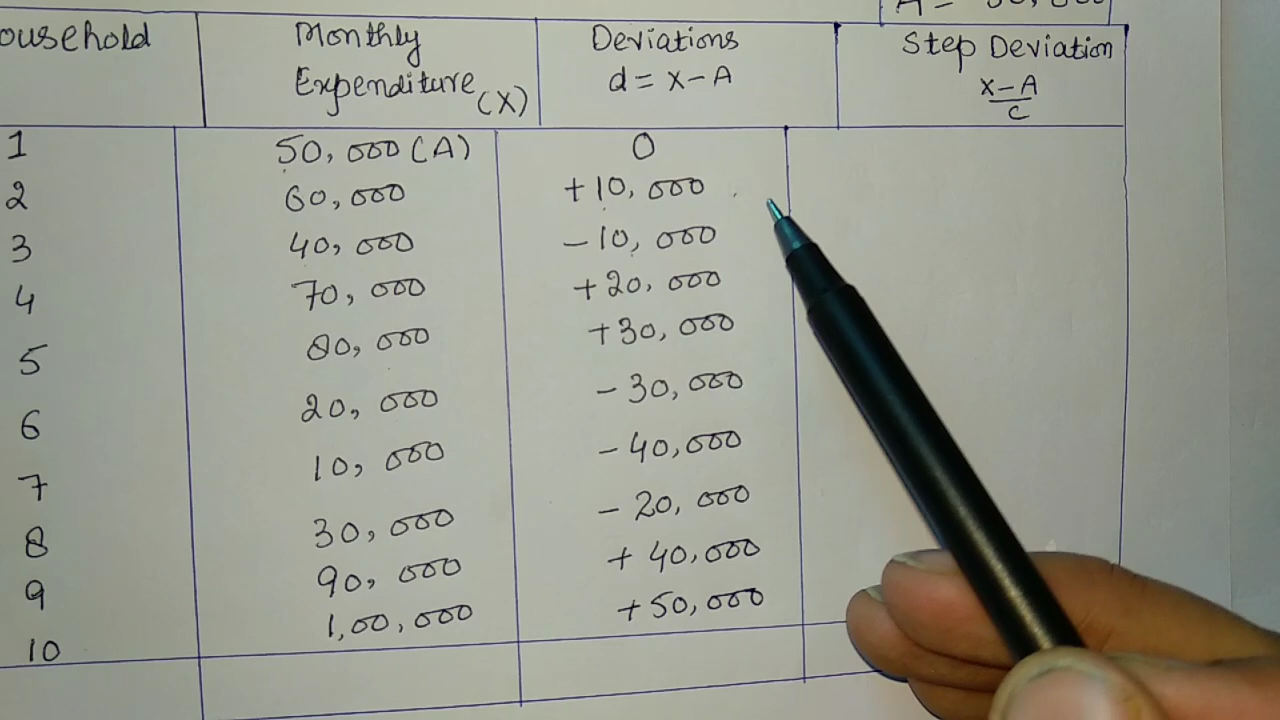 A = 50,000
ousehold Monthly Expenditure (X) Deviations d = X - A Step Deviation X - A / C
1 50,000 (A) 0
2 60,000 +10,000
3 40,000 -10,000
4 70,000 +20,000
5 80,000 +30,000
6 20,000 -30,000
7 10,000 -40,000
8 30,000 -20,000
9 90,000 +40,000
10 1,00,000 +50,000